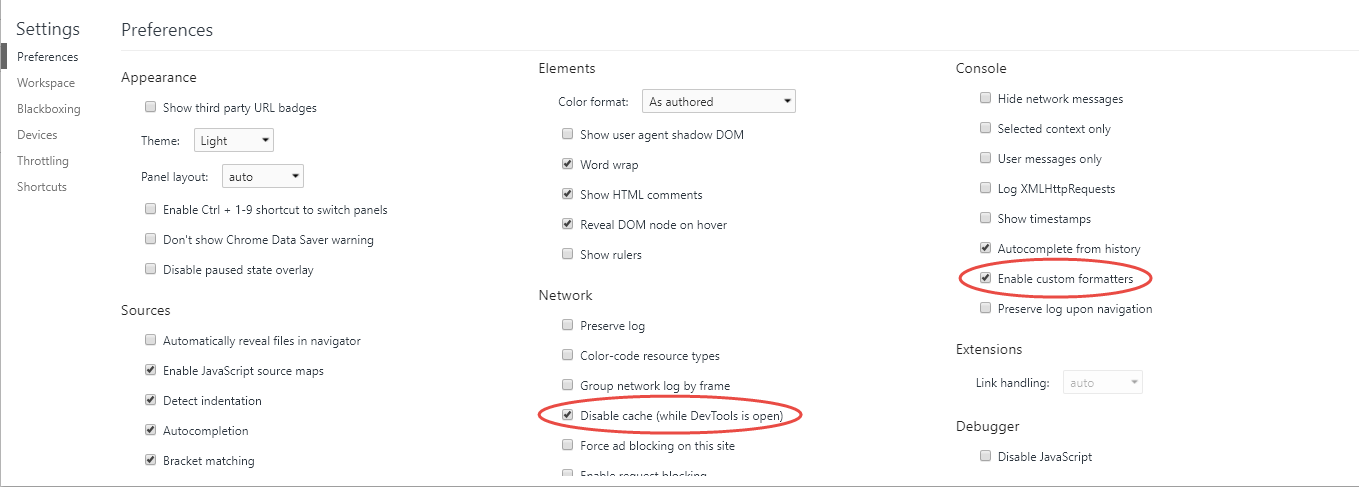 Settings
Preferences
Workspace
Blackboxing
Devices
Throttling
Shortcuts
Preferences
Appearance
Show third party URL badges
Theme: Light
Panel layout: auto
Enable Ctrl + 1-9 shortcut to switch panels
Don't show Chrome Data Saver warning
Disable paused state overlay
Sources
Automatically reveal files in navigator
Enable JavaScript source maps
Detect indentation
Autocompletion
Bracket matching
Elements
Color format: As authored
Show user agent shadow DOM
Word wrap
Show HTML comments
Reveal DOM node on hover
Show rulers
Network
Preserve log
Color-code resource types
Group network log by frame
Disable cache (while DevTools is open)
Force ad blocking on this site
Enable request blocking
Console
Hide network messages
Selected context only
User messages only
Log XMLHttpRequests
Show timestamps
Autocomplete from history
Enable custom formatters
Preserve log upon navigation
Extensions
Link handling: auto
Debugger
Disable JavaScript